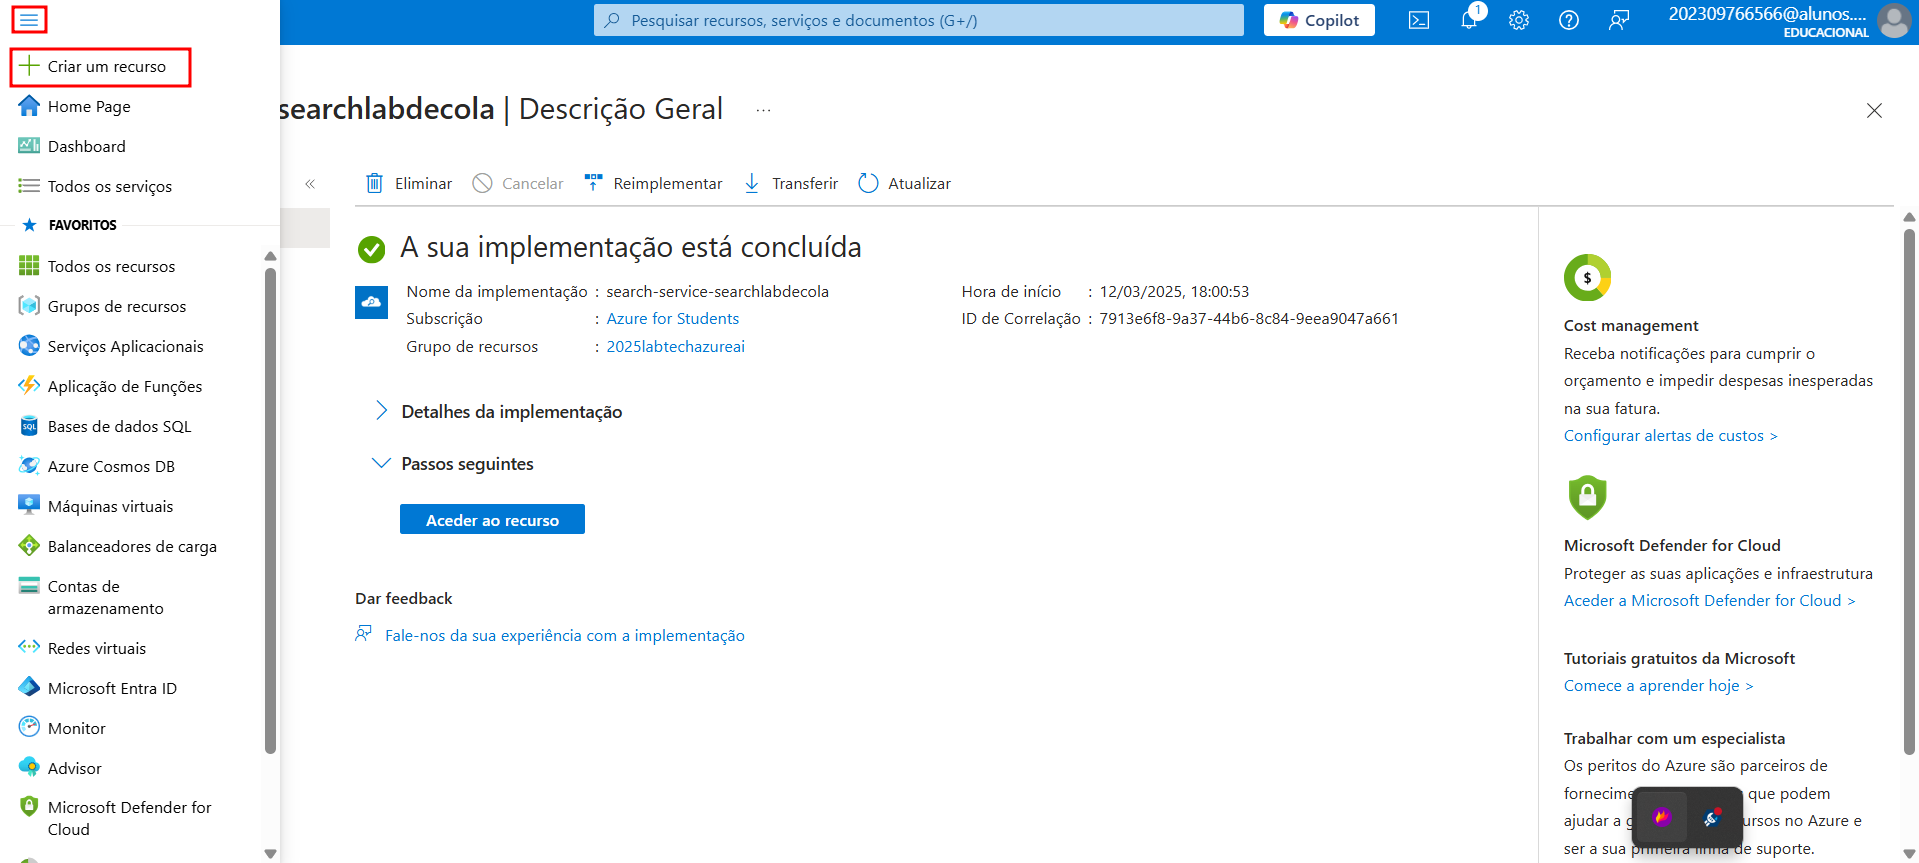 Pesquisar recursos, serviços e documentos (G+/)
Copilot
1
202309766566@alunos....
EDUCACIONAL
Criar um recurso
Home Page
Dashboard
Todos os serviços
FAVORITOS
Todos os recursos
Grupos de recursos
Serviços Aplicacionais
Aplicação de Funções
Bases de dados SQL
Azure Cosmos DB
Máquinas virtuais
Balanceadores de carga
Contas de
armazenamento
Redes virtuais
Microsoft Entra ID
Monitor
Advisor
Microsoft Defender for
Cloud
searchlabdecola | Descrição Geral ...
«
Eliminar
Cancelar
Reimplementar
Transferir
Atualizar
A sua implementação está concluída
Nome da implementação : search-service-searchlabdecola
Subscrição : Azure for Students
Grupo de recursos : 2025labtechazureai
Hora de início : 12/03/2025, 18:00:53
ID de Correlação : 7913e6f8-9a37-44b6-8c84-9eea9047a661
Detalhes da implementação
Passos seguintes
Aceder ao recurso
Dar feedback
Fale-nos da sua experiência com a implementação
$
Cost management
Receba notificações para cumprir o
orçamento e impedir despesas inesperadas
na sua fatura.
Configurar alertas de custos >
Microsoft Defender for Cloud
Proteger as suas aplicações e infraestrutura
Aceder a Microsoft Defender for Cloud >
Tutoriais gratuitos da Microsoft
Comece a aprender hoje >
Trabalhar com um especialista
Os peritos do Azure são parceiros de
que podem
ajudar a no Azure e
ser a sua primeira linha de suporte.